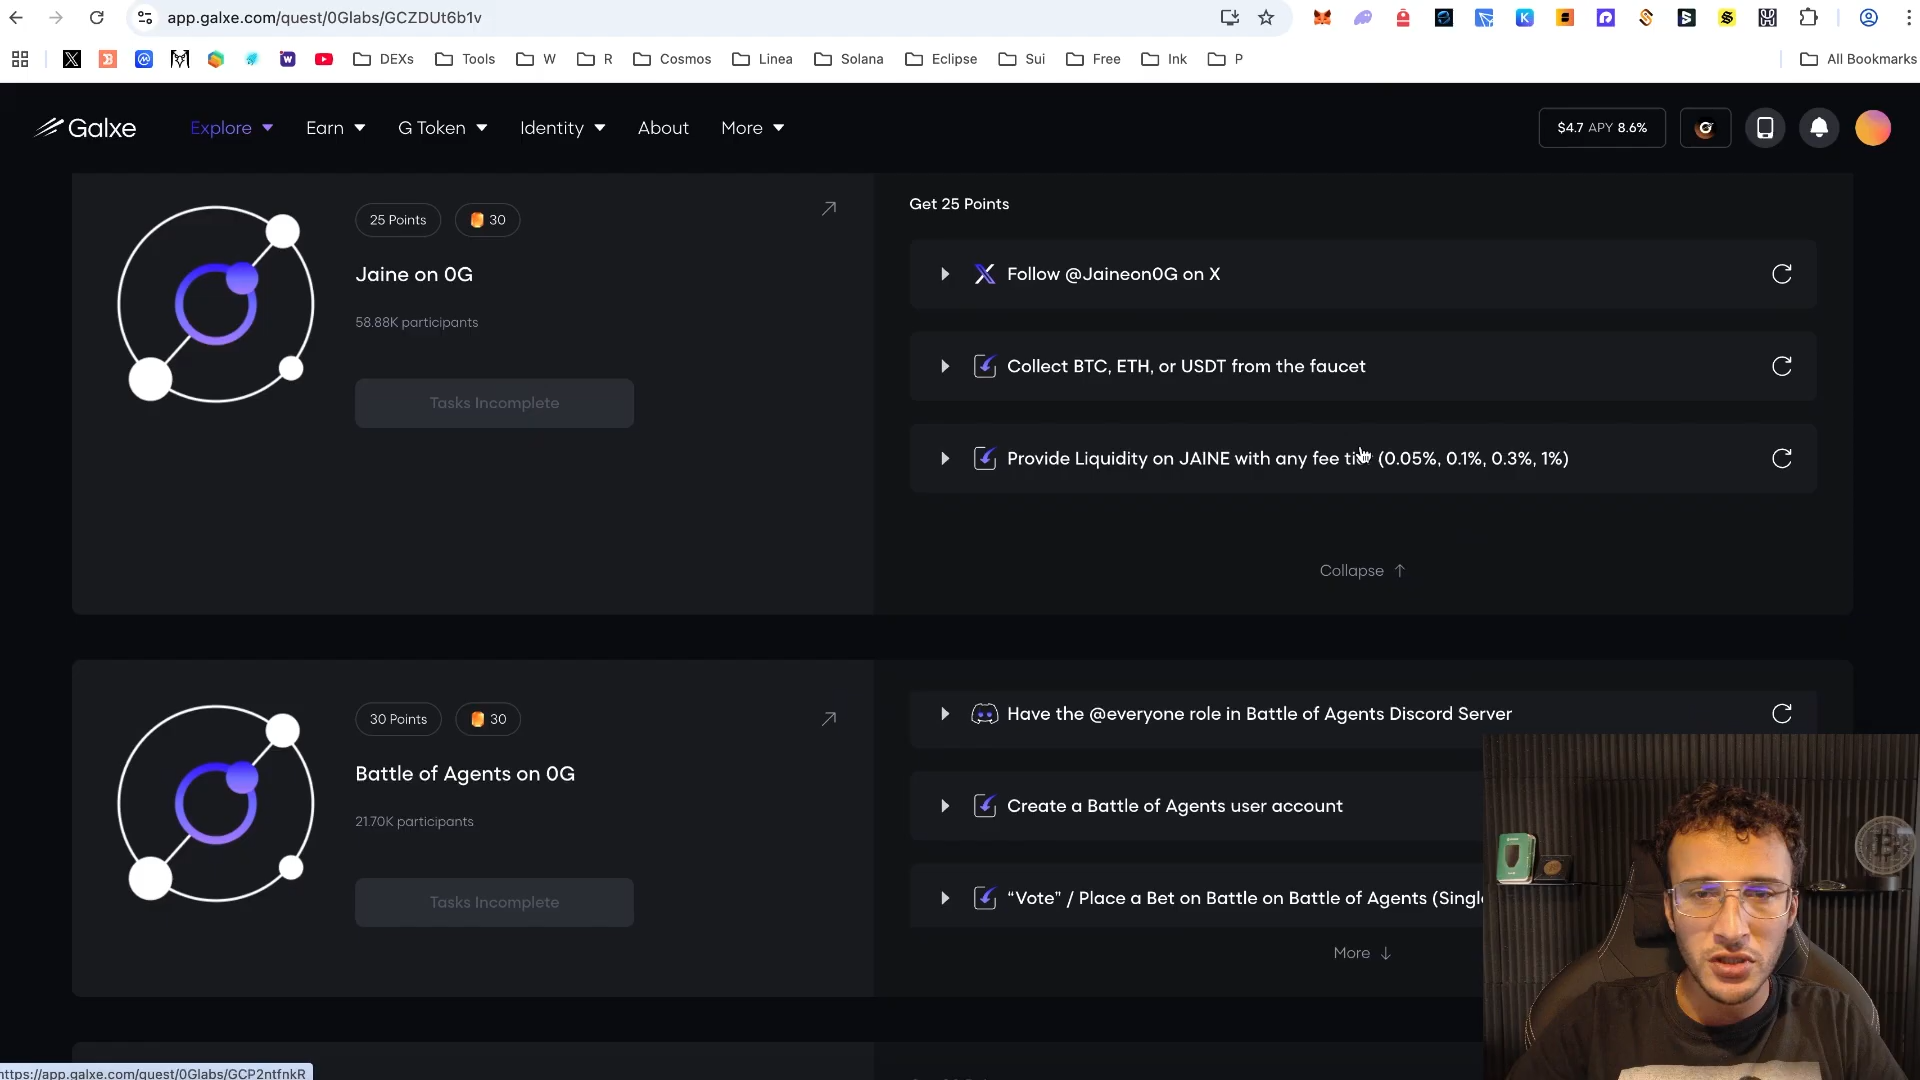 app.galxe.com/quest/0Glabs/GCZDUt6b1v
DEXs
Tools
W
R
Cosmos
Linea
Solana
Eclipse
Sui
Free
Ink
P
All Bookmarks
Galxe
Explore
Earn
G Token
Identity
About
More
$4.7 APY 8.6%
25 Points
30
Jaine on 0G
58.88K participants
Tasks Incomplete
Get 25 Points
Follow @Jaineon0G on X
Collect BTC, ETH, or USDT from the faucet
Provide Liquidity on JAINE with any fee (0.05%, 0.1%, 0.3%, 1%)
Collapse
30 Points
30
Battle of Agents on 0G
21.70K participants
Tasks Incomplete
Have the @everyone role in Battle of Agents Discord Server
Create a Battle of Agents user account
“Vote” / Place a Bet on Battle on Battle of Agents (Singl
More
https://app.galxe.com/quest/0Glabs/GCP2ntfnkR